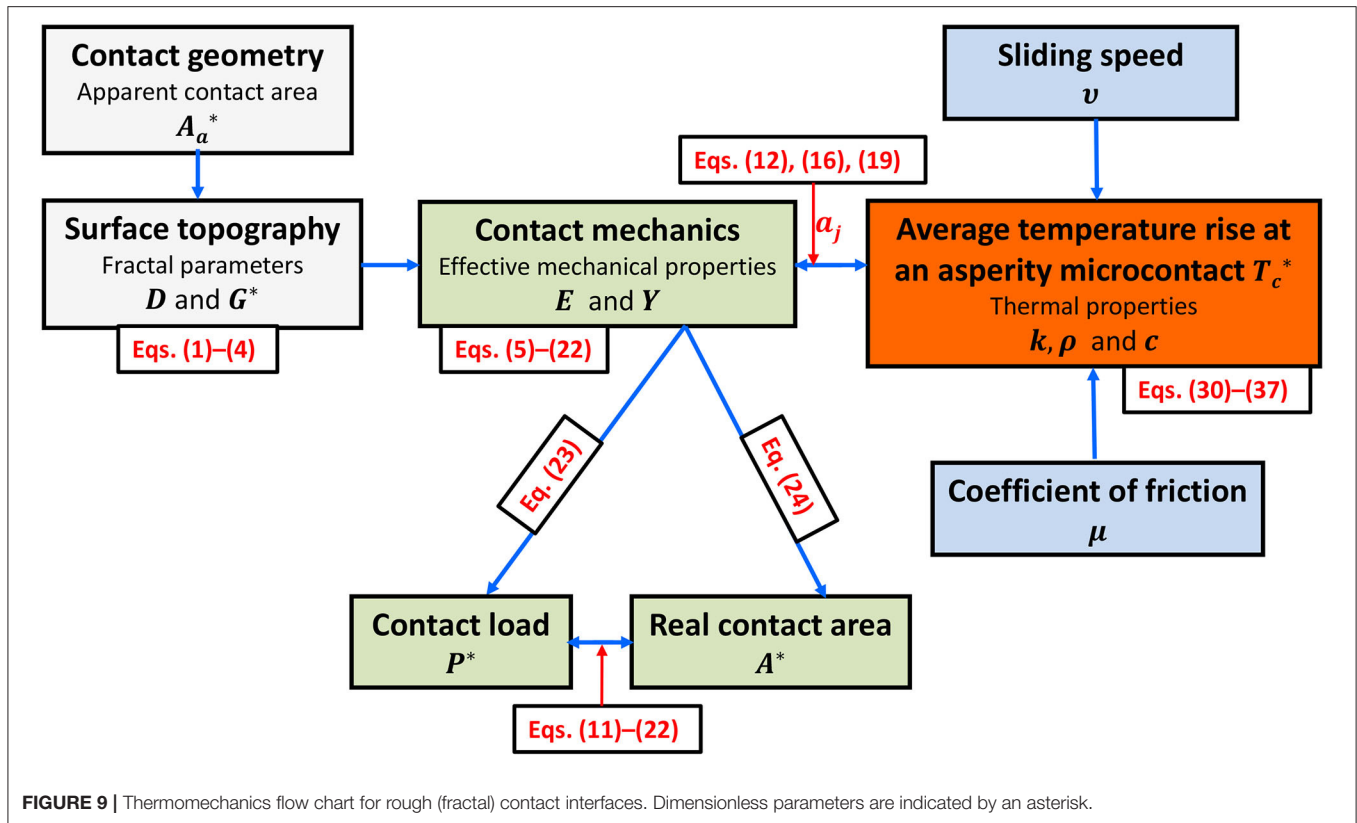 Contact geometry
Apparent contact area
Aₐ*
Sliding speed
υ
Eqs. (12), (16), (19)
aⱼ
Surface topography
Fractal parameters
D and G*
Eqs. (1)–(4)
Contact mechanics
Effective mechanical properties
E and Y
Eqs. (5)–(22)
Average temperature rise at
an asperity microcontact T_c*
Thermal properties
k, ρ and c
Eqs. (30)–(37)
Eq. (23)
Eq. (24)
Coefficient of friction
μ
Contact load
P*
Real contact area
A*
Eqs. (11)–(22)
FIGURE 9 | Thermomechanics flow chart for rough (fractal) contact interfaces. Dimensionless parameters are indicated by an asterisk.